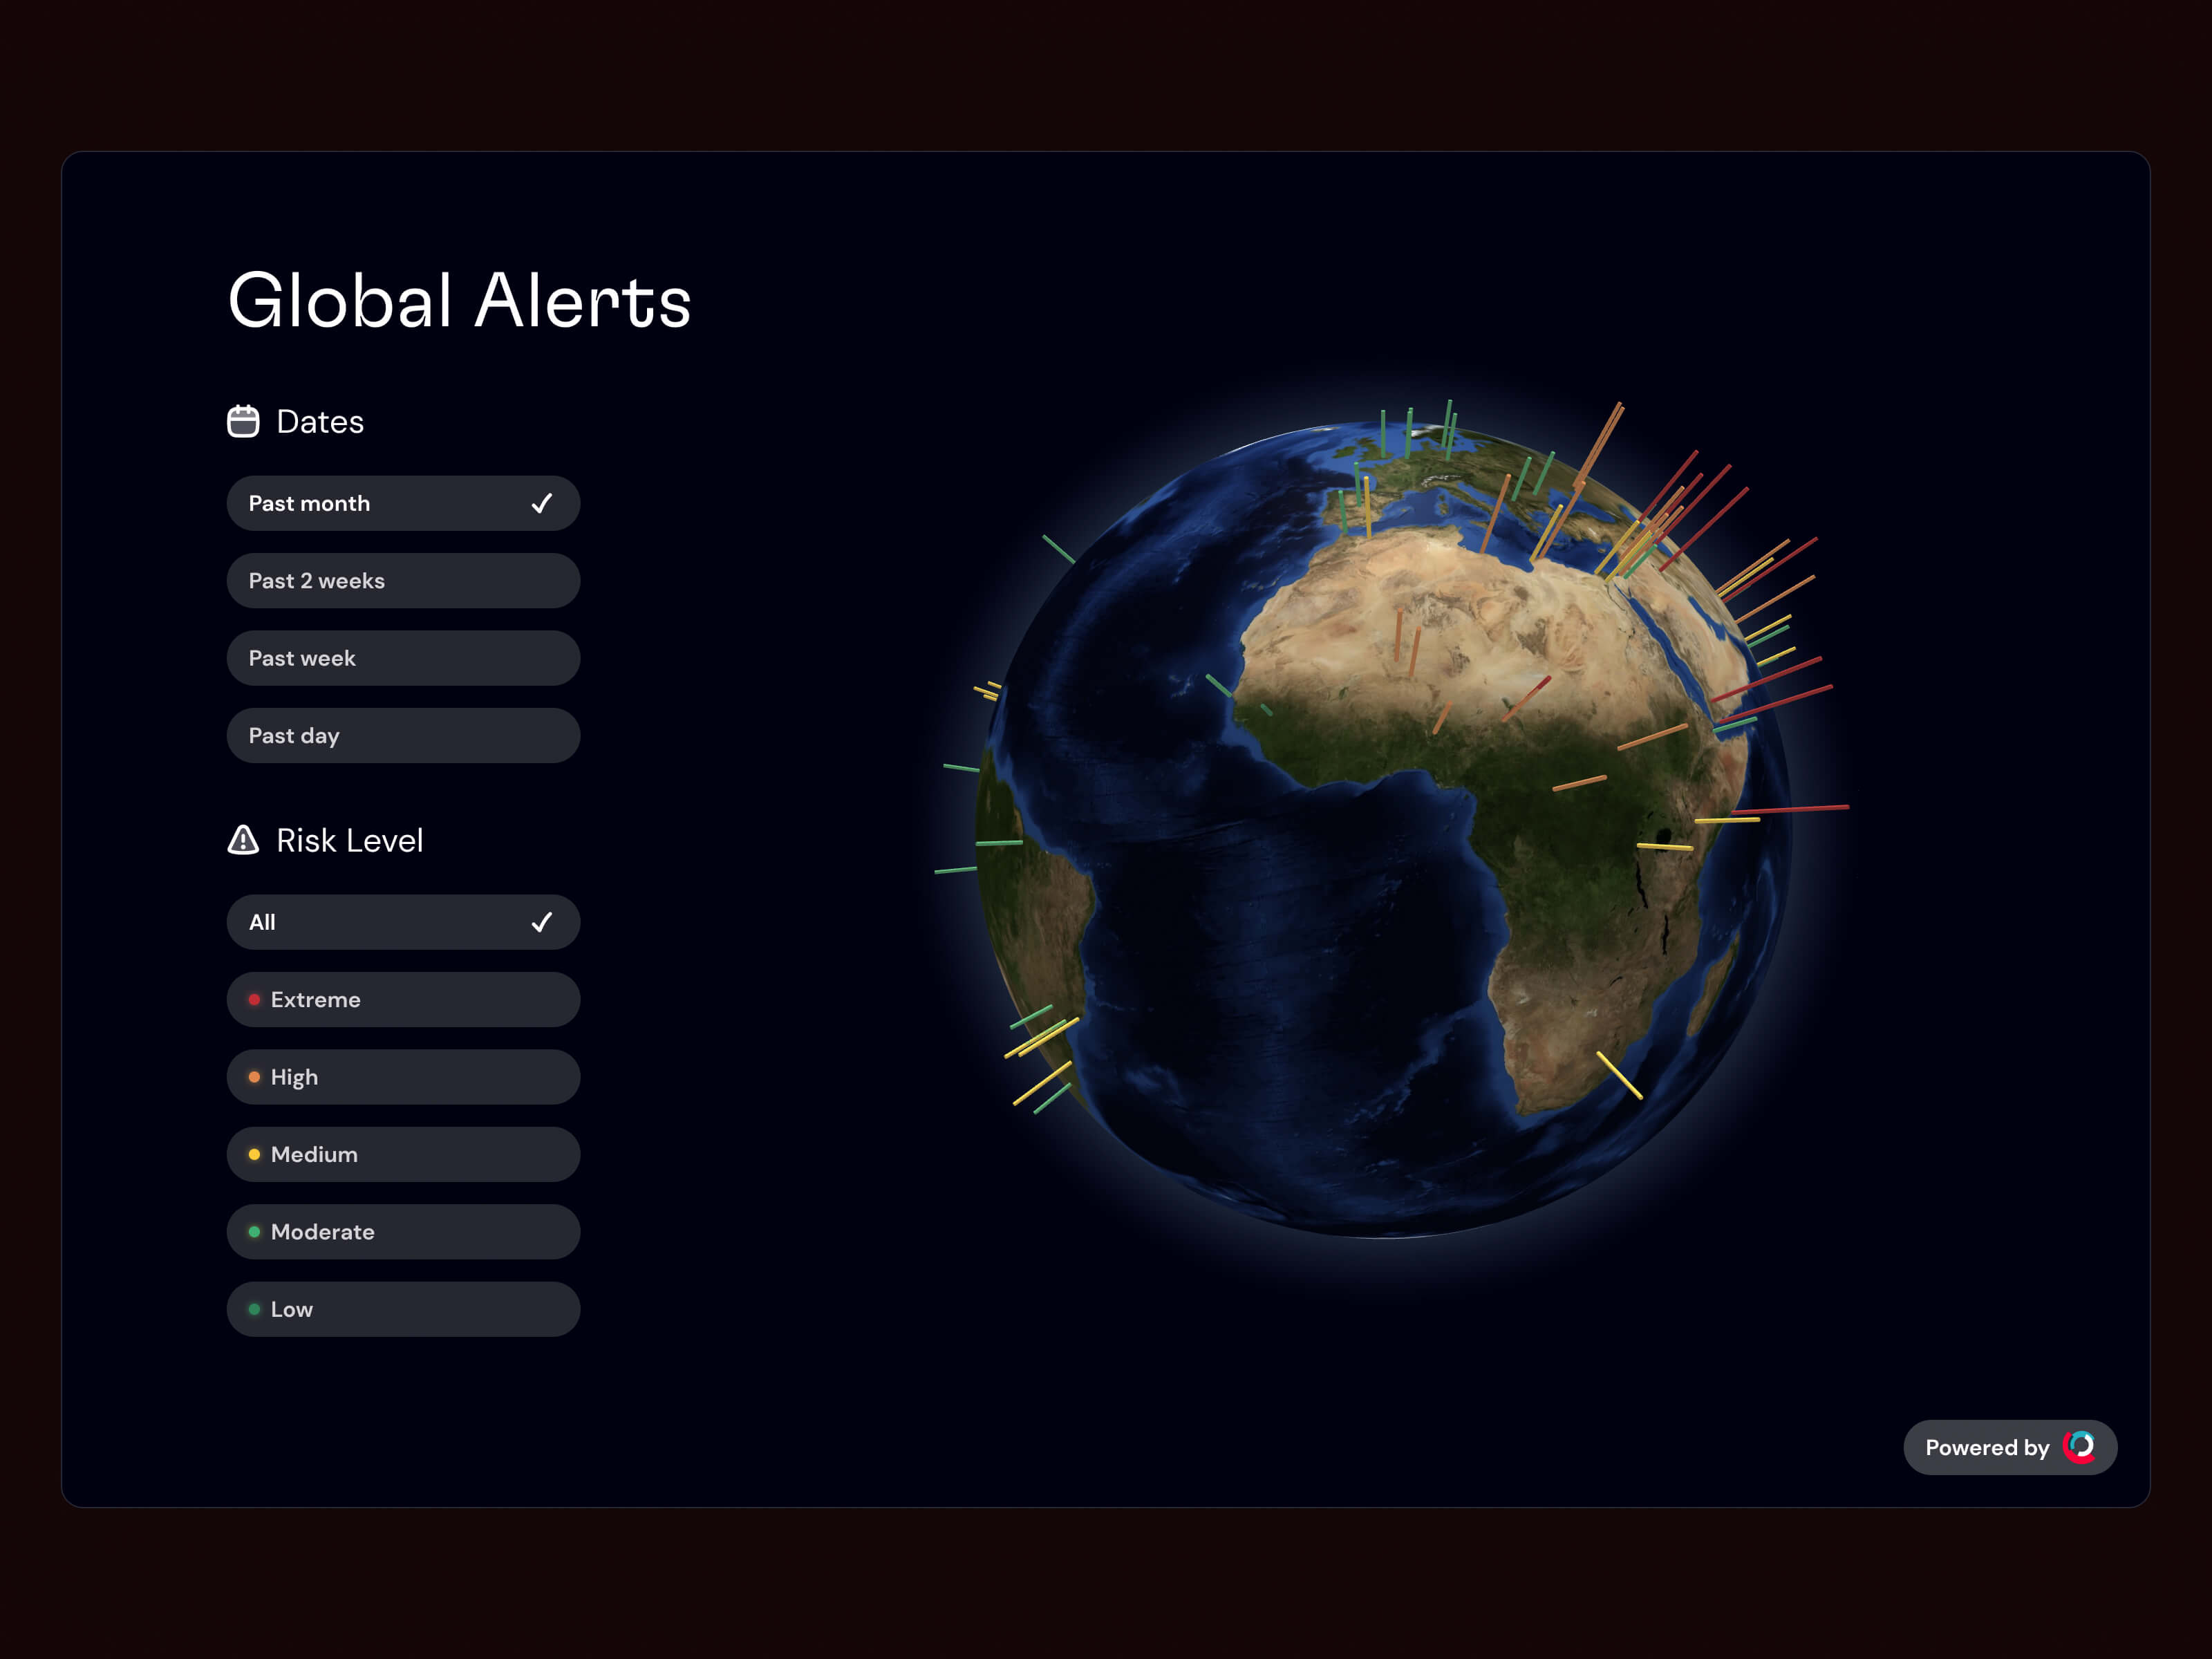 Global Alerts
Dates
Past month
Past 2 weeks
Past week
Past day
Risk Level
All
Extreme
High
Medium
Moderate
Low
Powered by